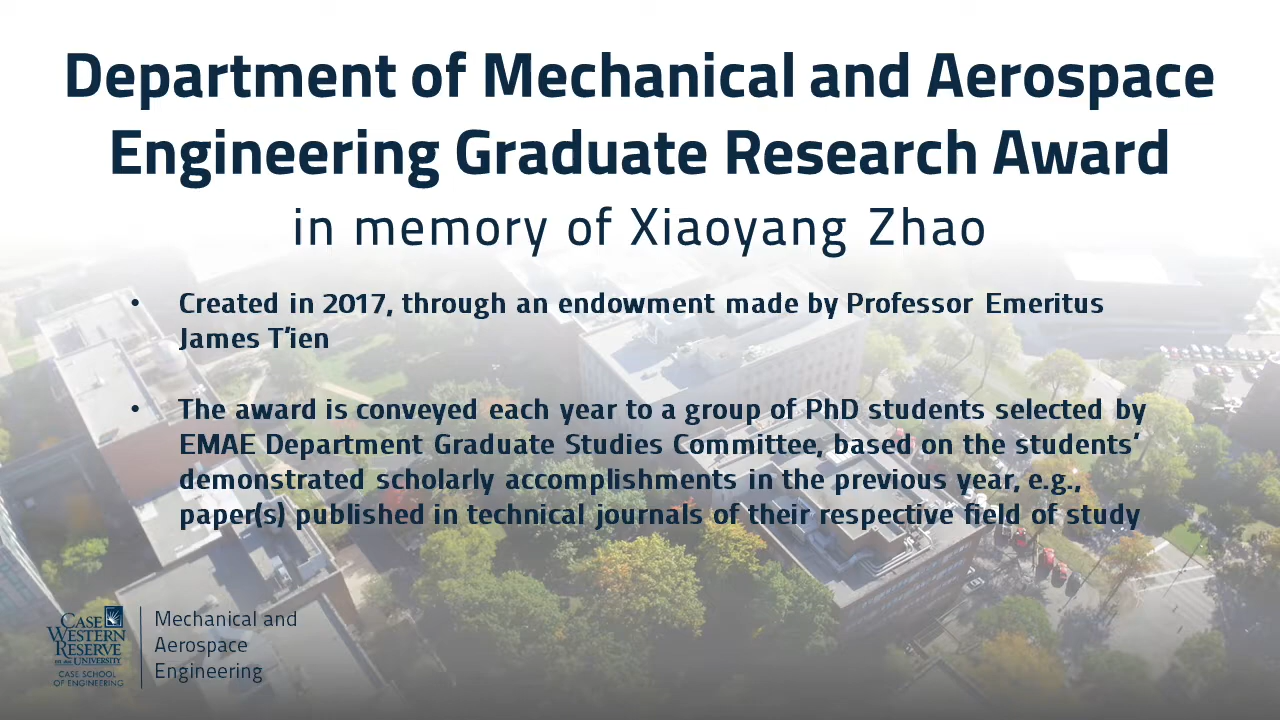 Department of Mechanical and Aerospace
Engineering Graduate Research Award
in memory of Xiaoyang Zhao
• Created in 2017, through an endowment made by Professor Emeritus
James T’ien
• The award is conveyed each year to a group of PhD students selected by
EMAE Department Graduate Studies Committee, based on the students’
demonstrated scholarly accomplishments in the previous year, e.g.,
paper(s) published in technical journals of their respective field of study
CASE
WESTERN
RESERVE
UNIVERSITY
CASE SCHOOL
OF ENGINEERING
Mechanical and
Aerospace
Engineering